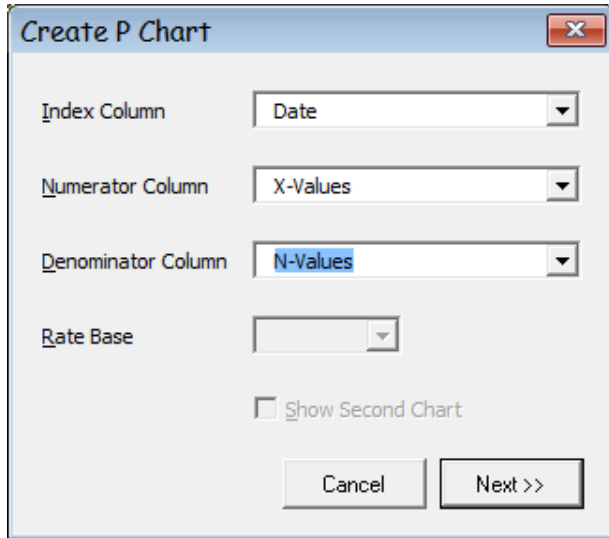 Create P Chart
Index Column Date
Numerator Column X-Values
Denominator Column N-Values
Rate Base
Show Second Chart
Cancel Next >>